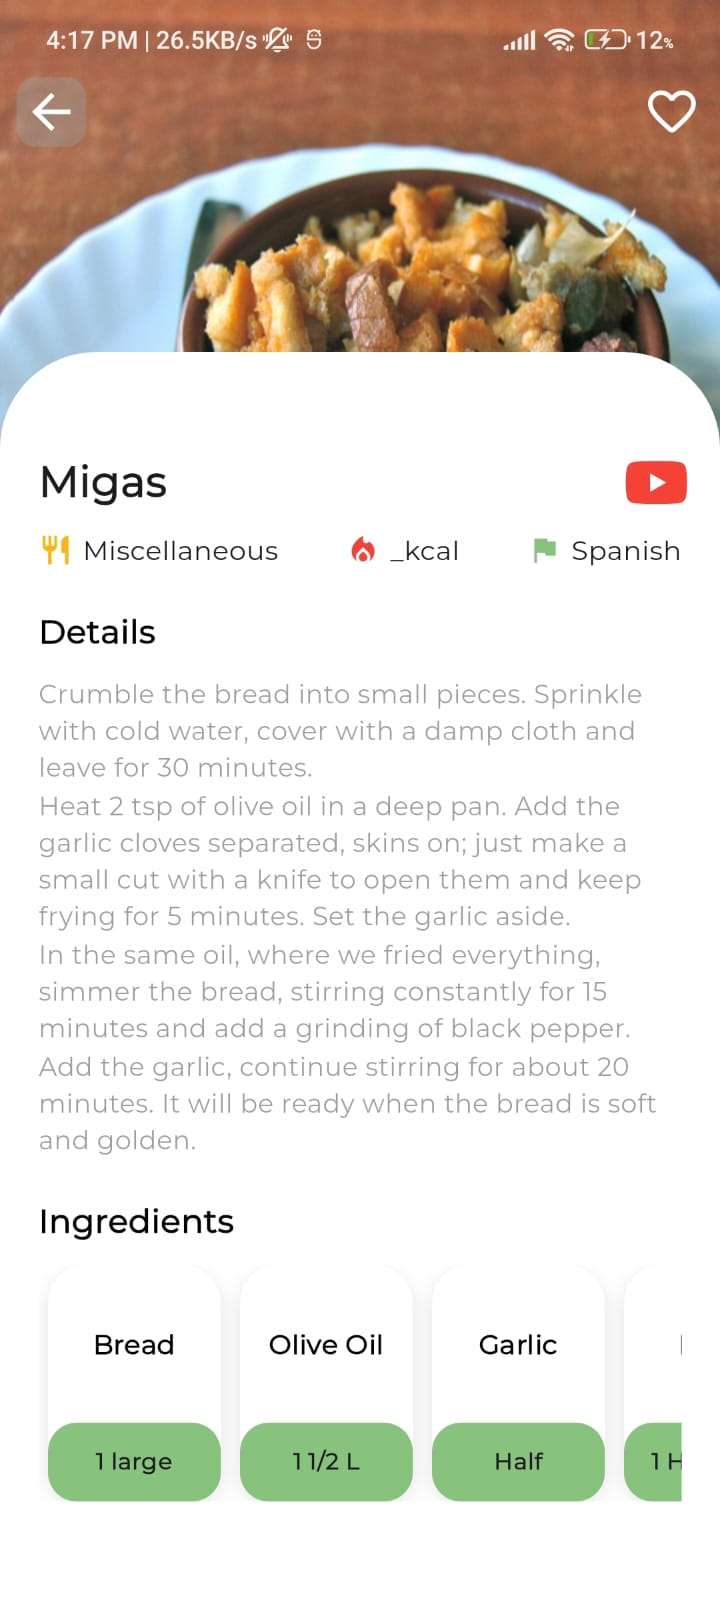 4:17 PM | 26.5KB/s 12%
Migas
Miscellaneous _kcal Spanish
Details
Crumble the bread into small pieces. Sprinkle
with cold water, cover with a damp cloth and
leave for 30 minutes.
Heat 2 tsp of olive oil in a deep pan. Add the
garlic cloves separated, skins on; just make a
small cut with a knife to open them and keep
frying for 5 minutes. Set the garlic aside.
In the same oil, where we fried everything,
simmer the bread, stirring constantly for 15
minutes and add a grinding of black pepper.
Add the garlic, continue stirring for about 20
minutes. It will be ready when the bread is soft
and golden.
Ingredients
Bread Olive Oil Garlic
1 large 1 1/2 L Half 1 H